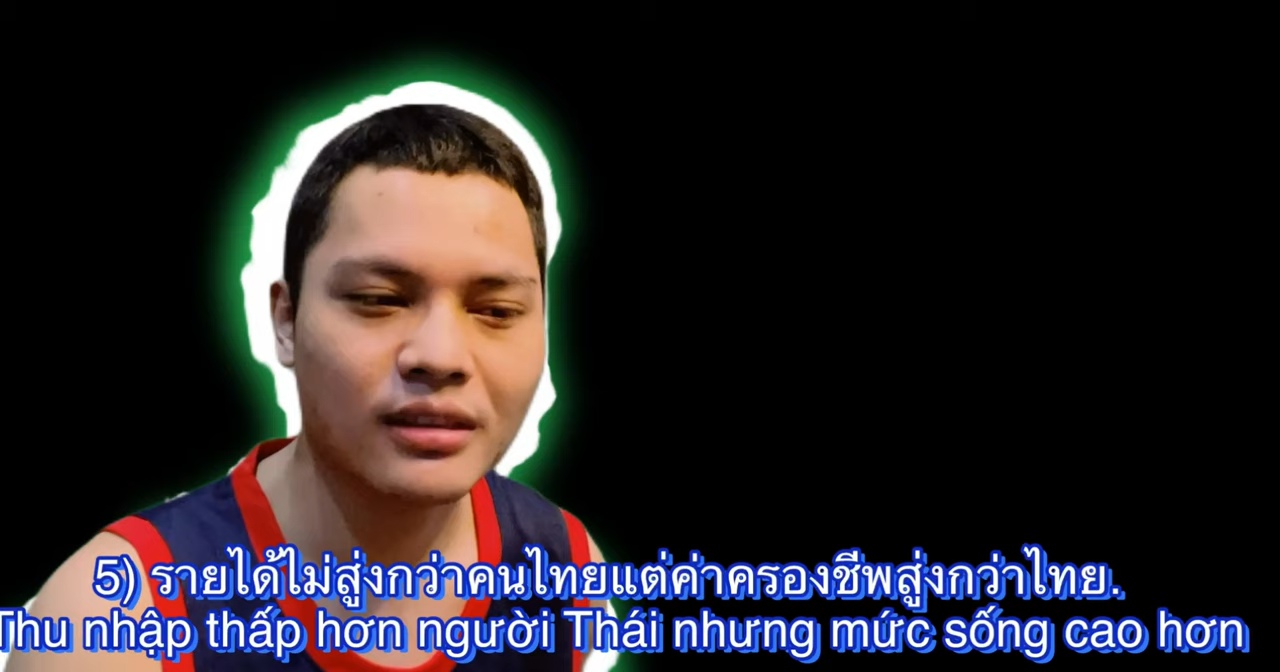 5) รายได้ไม่สู่งกว่าคนไทยแต่ค่าครองชีพสู่งกว่าไทย.
Thu nhập thấp hơn người Thái nhưng mức sống cao hơn